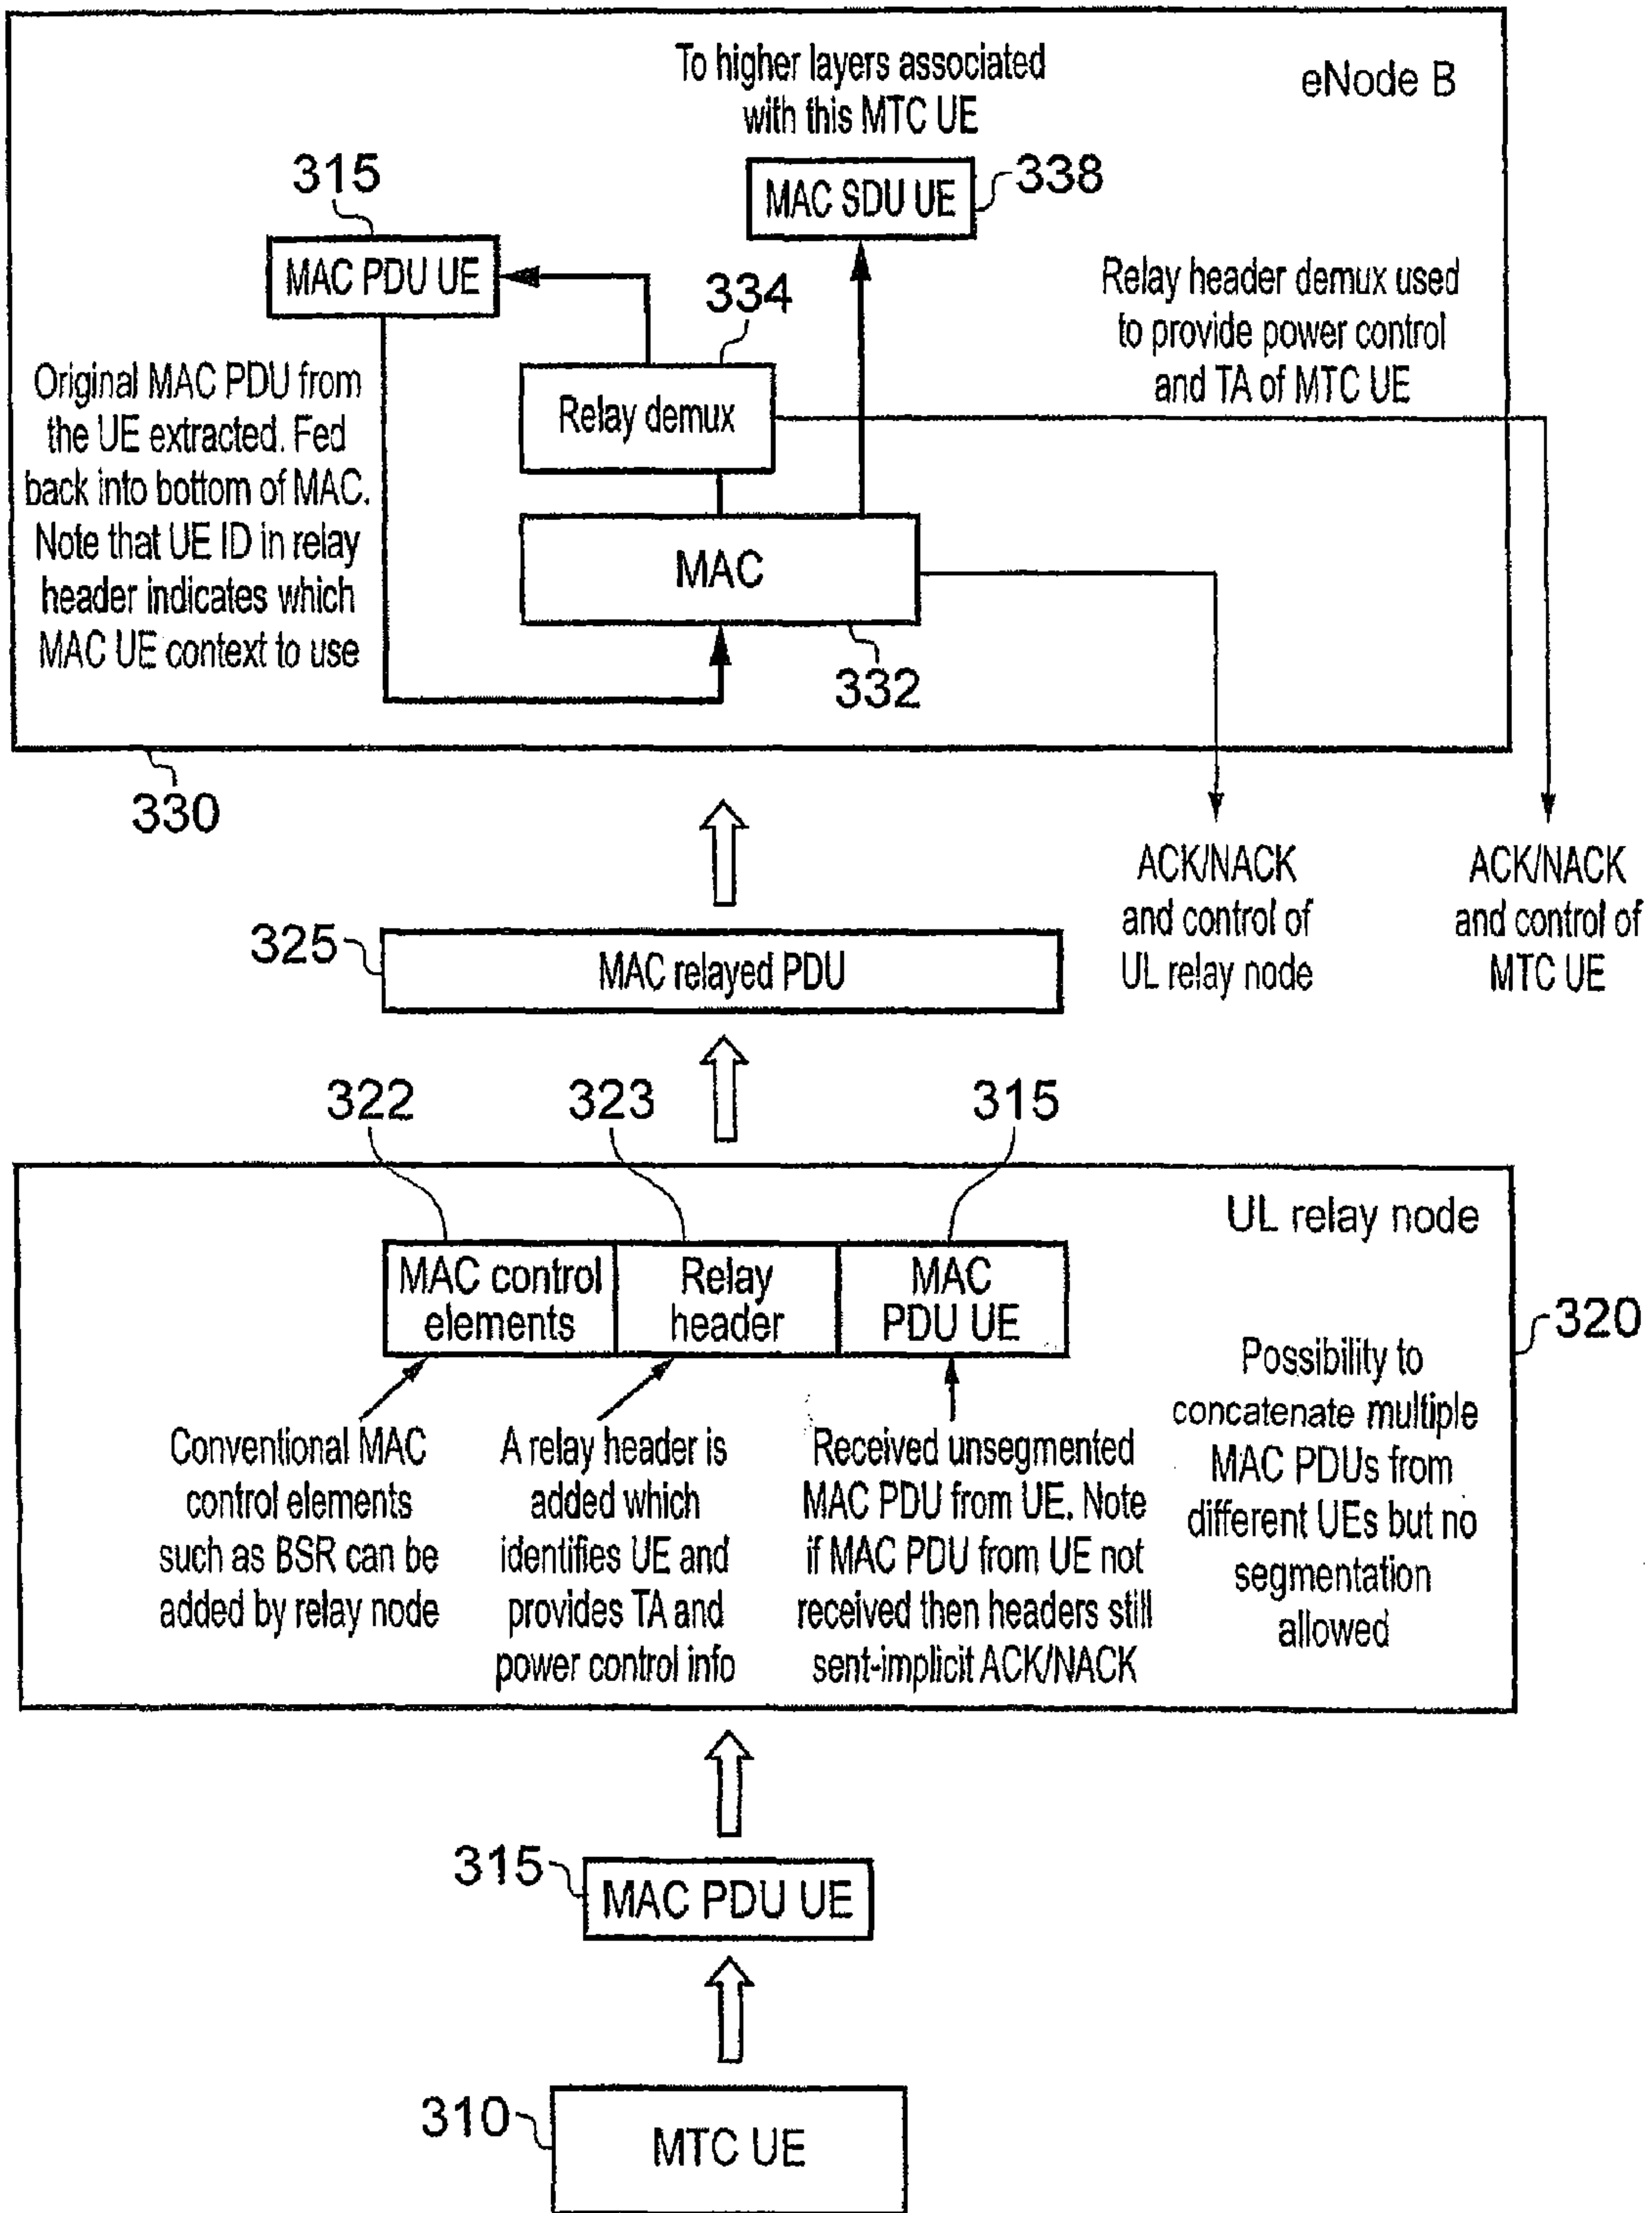 eNode B
To higher layers associated
with this MTC UE
315
MAC SDU UE
338
MAC PDU UE
334
Relay header demux used
to provide power control
and TA of MTC UE
Original MAC PDU from
the UE extracted. Fed
back into bottom of MAC.
Note that UE ID in relay
header indicates which
MAC UE context to use
Relay demux
MAC
332
330
ACK/NACK
and control of
UL relay node
ACK/NACK
and control of
MTC UE
325
MAC relayed PDU
322
323
315
UL relay node
MAC control
elements
Relay
header
MAC
PDU UE
320
Conventional MAC
control elements
such as BSR can be
added by relay node
A relay header is
added which
identifies UE and
provides TA and
power control info
Received unsegmented
MAC PDU from UE. Note
if MAC PDU from UE not
received then headers still
sent-implicit ACK/NACK
Possibility to
concatenate multiple
MAC PDUs from
different UEs but no
segmentation
allowed
315
MAC PDU UE
310
MTC UE